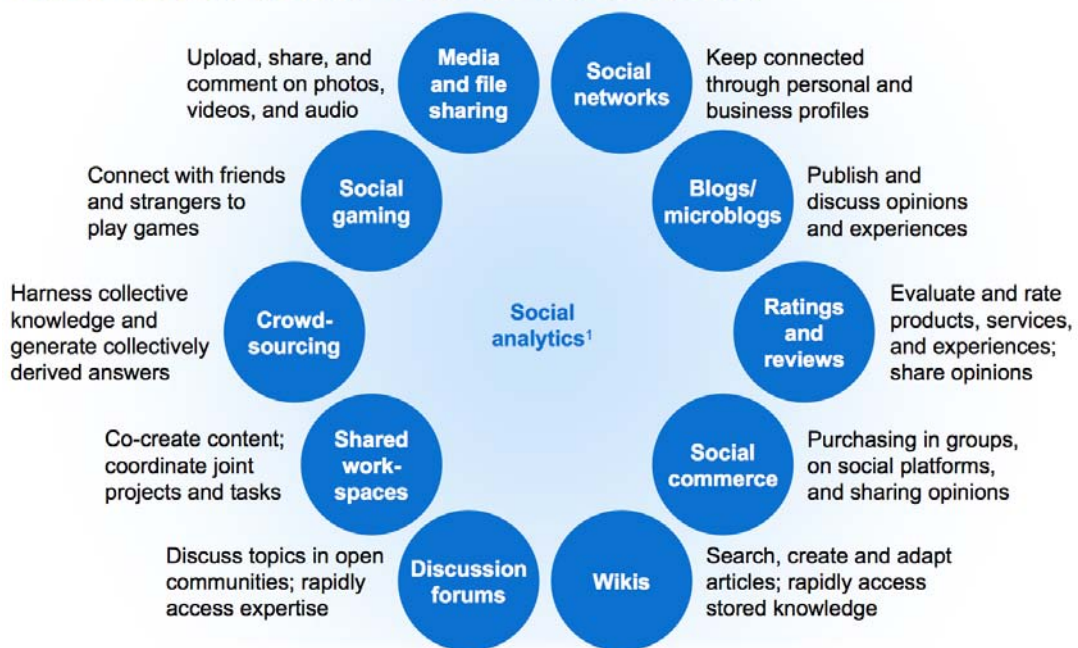 Upload, share, and
comment on photos,
videos, and audio
Media
and file
sharing
Social
networks
Keep connected
through personal and
business profiles
Connect with friends
and strangers to
play games
Social
gaming
Blogs/
microblogs
Publish and
discuss opinions
and experiences
Harness collective
knowledge and
generate collectively
derived answers
Crowd-
sourcing
Social
analytics¹
Ratings
and
reviews
Evaluate and rate
products, services,
and experiences;
share opinions
Co-create content;
coordinate joint
projects and tasks
Shared
work-
spaces
Social
commerce
Purchasing in groups,
on social platforms,
and sharing opinions
Discuss topics in open
communities; rapidly
access expertise
Discussion
forums
Wikis
Search, create and adapt
articles; rapidly access
stored knowledge